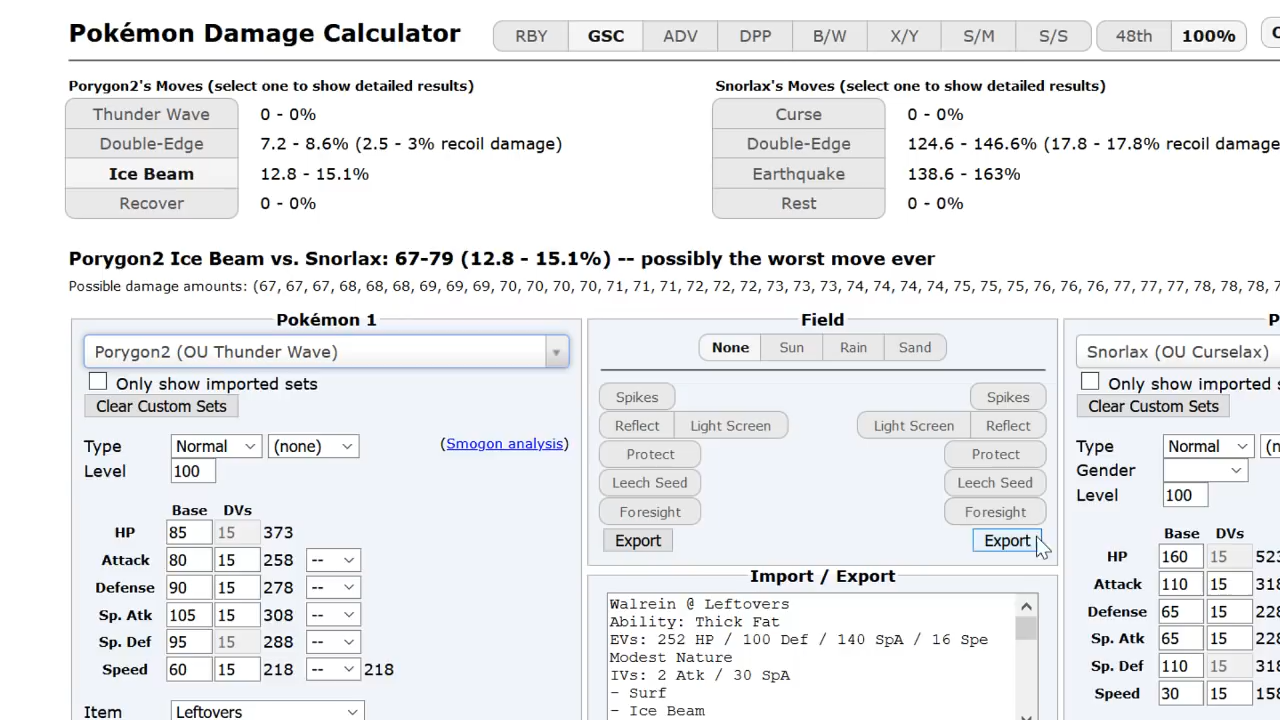 Pokémon Damage Calculator RBY GSC ADV DPP B/W X/Y S/M S/S 48th 100%
Porygon2's Moves (select one to show detailed results) Snorlax's Moves (select one to show detailed results)
Thunder Wave 0 - 0% Curse 0 - 0%
Double-Edge 7.2 - 8.6% (2.5 - 3% recoil damage) Double-Edge 124.6 - 146.6% (17.8 - 17.8% recoil damage
Ice Beam 12.8 - 15.1% Earthquake 138.6 - 163%
Recover 0 - 0% Rest 0 - 0%
Porygon2 Ice Beam vs. Snorlax: 67-79 (12.8 - 15.1%) -- possibly the worst move ever
Possible damage amounts: (67, 67, 67, 68, 68, 68, 69, 69, 69, 70, 70, 70, 70, 71, 71, 71, 72, 72, 72, 73, 73, 73, 74, 74, 74, 74, 75, 75, 75, 76, 76, 76, 77, 77, 77, 78, 78, 78,
Pokémon 1 Field
Porygon2 (OU Thunder Wave) None Sun Rain Sand Snorlax (OU Curselax)
Only show imported sets Only show imported sets
Clear Custom Sets Spikes Spikes Clear Custom Sets
Reflect Light Screen Light Screen Reflect
Type Normal (none) (Smogon analysis) Protect Protect Type Normal
Level 100 Leech Seed Leech Seed Gender
Foresight Foresight Level 100
Base DVs Export Export Base DVs
HP 85 15 373 HP 160 15 523
Attack 80 15 258 -- Import / Export Attack 110 15
Defense 90 15 278 -- Walrein @ Leftovers Defense 65 15
Sp. Atk 105 15 308 -- Ability: Thick Fat Sp. Atk 65 15
Sp. Def 95 15 288 -- EVs: 252 HP / 100 Def / 140 SpA / 16 Spe Sp. Def 110 15
Speed 60 15 218 -- 218 Modest Nature Speed 30 15
IVs: 2 Atk / 30 SpA
- Surf
Item Leftovers - Ice Beam